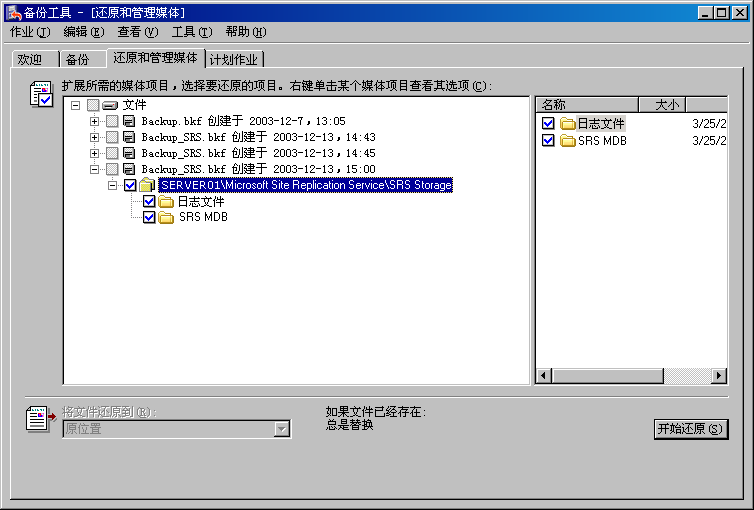 备份工具 - [还原和管理媒体]
作业(J) 编辑(E) 查看(V) 工具(T) 帮助(H)
欢迎 备份 还原和管理媒体 计划作业
扩展所需的媒体项目，选择要还原的项目。右键单击某个媒体项目查看其选项(C):
文件
Backup.bkf 创建于 2003-12-7，13:05
Backup_SRS.bkf 创建于 2003-12-13，14:43
Backup_SRS.bkf 创建于 2003-12-13，14:45
Backup_SRS.bkf 创建于 2003-12-13，15:00
SERVER01\Microsoft Site Replication Service\SRS Storage
日志文件
SRS MDB
名称 大小
日志文件 3/25/2
SRS MDB 3/25/2
将文件还原到(R):
原位置
如果文件已经存在:
总是替换
开始还原(S)